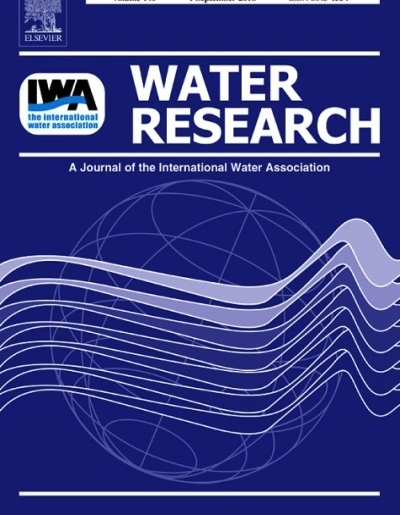 ELSEVIER
IWA
the international
water association
WATER
RESEARCH
A Journal of the International Water Association